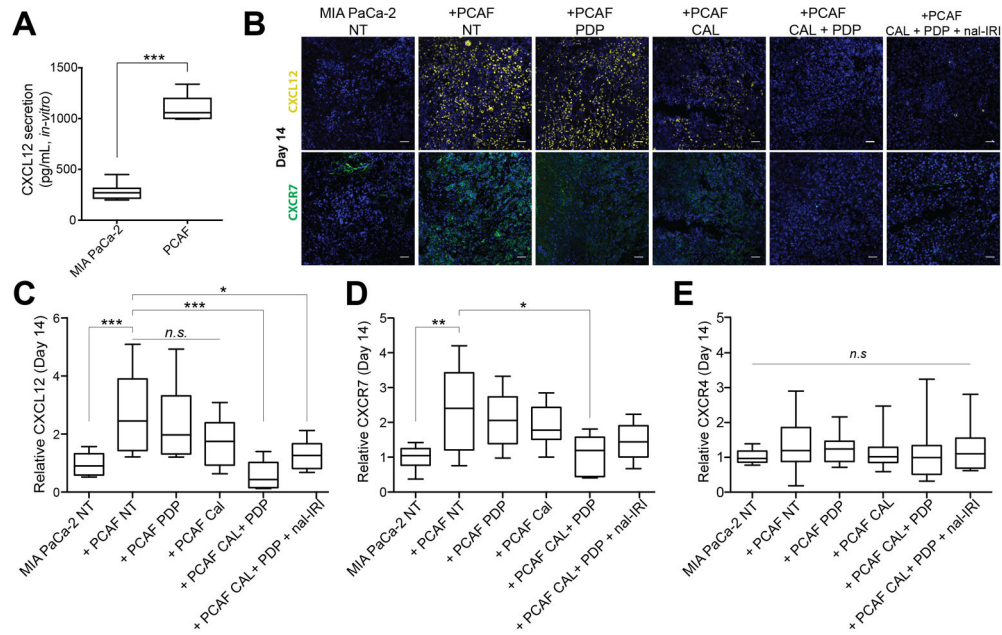 A
CXCL12 secretion
(pg/mL, in-vitro)
1500
1000
500
0
***
MIA PaCa-2
PCAF
B
MIA PaCa-2
NT
+PCAF
NT
+PCAF
PDP
+PCAF
CAL
+PCAF
CAL + PDP
+PCAF
CAL + PDP + nal-IRI
Day 14
CXCL12
CXCR7
C
Relative CXCL12 (Day 14)
6
4
2
0
***
n.s.
***
*
MIA PaCa-2 NT
+ PCAF NT
+ PCAF PDP
+ PCAF Cal
+ PCAF CAL+ PDP
+ PCAF CAL+ PDP + nal-IRI
D
Relative CXCR7 (Day 14)
5
4
3
2
1
0
**
*
MIA PaCa-2 NT
+ PCAF NT
+ PCAF PDP
+ PCAF Cal
+ PCAF CAL+ PDP
+ PCAF CAL+ PDP + nal-IRI
E
Relative CXCR4 (Day 14)
5
4
3
2
1
0
n.s
MIA PaCa-2 NT
+ PCAF NT
+ PCAF PDP
+ PCAF CAL
+ PCAF CAL+ PDP
+ PCAF CAL+ PDP + nal-IRI